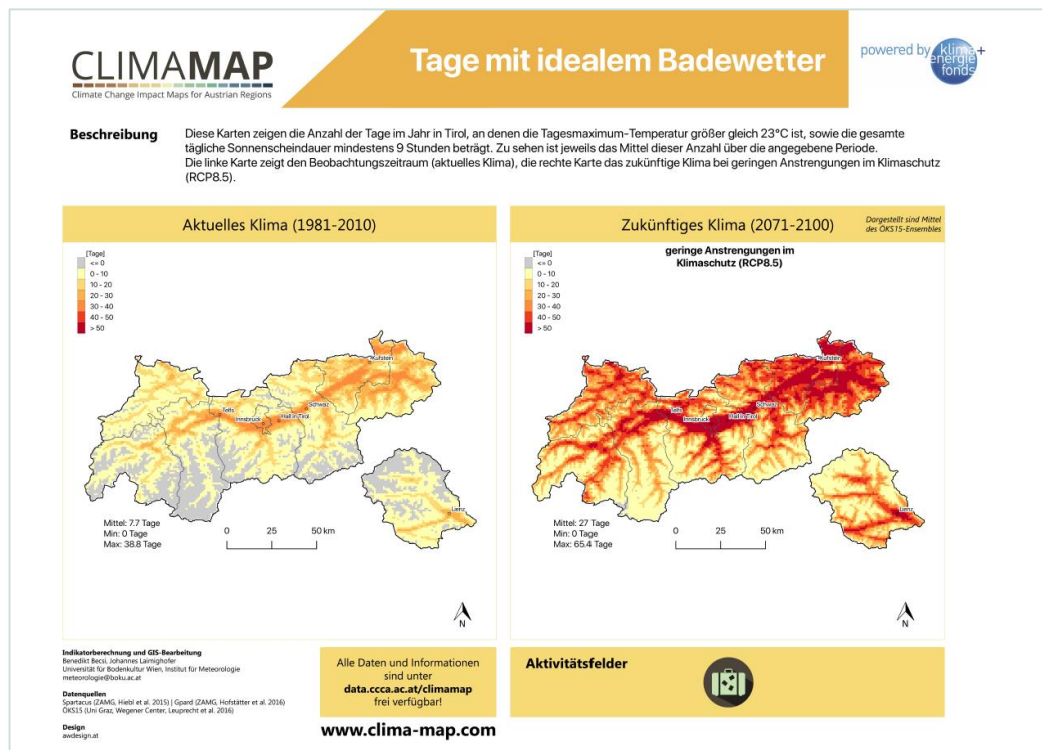 CLIMAMAP
Climate Change Impact Maps for Austrian Regions
Tage mit idealem Badewetter
powered by klima+
energie
fonds
Beschreibung
Diese Karten zeigen die Anzahl der Tage im Jahr in Tirol, an denen die Tagesmaximum-Temperatur größer gleich 23°C ist, sowie die gesamte
tägliche Sonnenscheindauer mindestens 9 Stunden beträgt. Zu sehen ist jeweils das Mittel dieser Anzahl über die angegebene Periode.
Die linke Karte zeigt den Beobachtungszeitraum (aktuelles Klima), die rechte Karte das zukünftige Klima bei geringen Anstrengungen im Klimaschutz
(RCP8.5).
Aktuelles Klima (1981-2010)
[Tage]
<= 0
0 - 10
10 - 20
20 - 30
30 - 40
40 - 50
> 50
Kufstein
Schwaz
Telfs
Innsbruck
Hall in Tirol
Lienz
Mittel: 7.7 Tage
Min: 0 Tage
Max: 38.8 Tage
0 25 50 km
N
Zukünftiges Klima (2071-2100)
Dargestellt sind Mittel
des ÖKS15-Ensembles
geringe Anstrengungen im
Klimaschutz (RCP8.5)
[Tage]
<= 0
0 - 10
10 - 20
20 - 30
30 - 40
40 - 50
> 50
Kufstein
Schwaz
Telfs
Innsbruck
Hall in Tirol
Lienz
Mittel: 27 Tage
Min: 0 Tage
Max: 65.4 Tage
0 25 50 km
N
Indikatorberechnung und GIS-Bearbeitung
Benedikt Becsi, Johannes Laimighofer
Universität für Bodenkultur Wien, Institut für Meteorologie
meteorologie@boku.ac.at
Datenquellen
Spartacus (ZAMG, Hiebl et al. 2015) | Gpard (ZAMG, Hofstätter et al. 2016)
ÖKS15 (Uni Graz, Wegener Center, Leuprecht et al. 2016)
Design
awdesign.at
Alle Daten und Informationen
sind unter
data.ccca.ac.at/climamap
frei verfügbar!
www.clima-map.com
Aktivitätsfelder